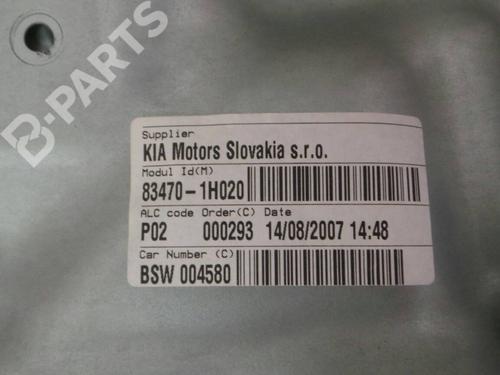 B-PARTS
Supplier
KIA Motors Slovakia s.r.o.
Modul Id(M)
83470-1H020
ALC code Order(C) Date
P02 000293 14/08/2007 14:48
Car Number (C)
BSW 004580